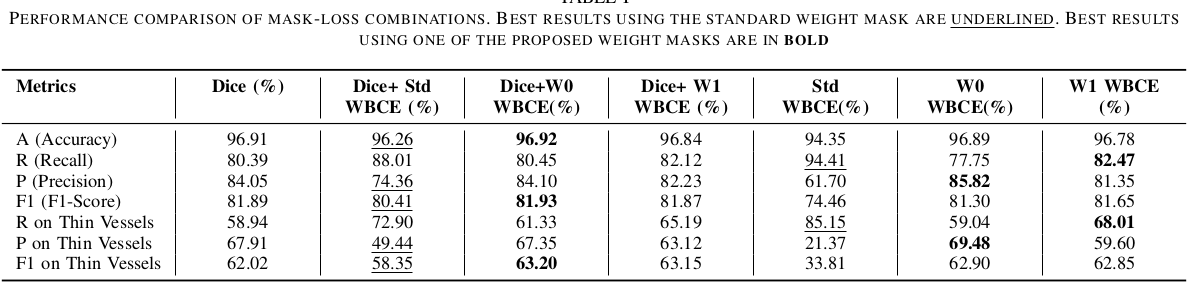 PERFORMANCE COMPARISON OF MASK-LOSS COMBINATIONS. BEST RESULTS USING THE STANDARD WEIGHT MASK ARE UNDERLINED. BEST RESULTS
USING ONE OF THE PROPOSED WEIGHT MASKS ARE IN BOLD
Metrics Dice (%) Dice+ Std WBCE (%) Dice+W0 WBCE(%) Dice+ W1 WBCE (%) Std WBCE(%) W0 WBCE(%) W1 WBCE (%)
A (Accuracy) 96.91 96.26 96.92 96.84 94.35 96.89 96.78
R (Recall) 80.39 88.01 80.45 82.12 94.41 77.75 82.47
P (Precision) 84.05 74.36 84.10 82.23 61.70 85.82 81.35
F1 (F1-Score) 81.89 80.41 81.93 81.87 74.46 81.30 81.65
R on Thin Vessels 58.94 72.90 61.33 65.19 85.15 59.04 68.01
P on Thin Vessels 67.91 49.44 67.35 63.12 21.37 69.48 59.60
F1 on Thin Vessels 62.02 58.35 63.20 63.15 33.81 62.90 62.85